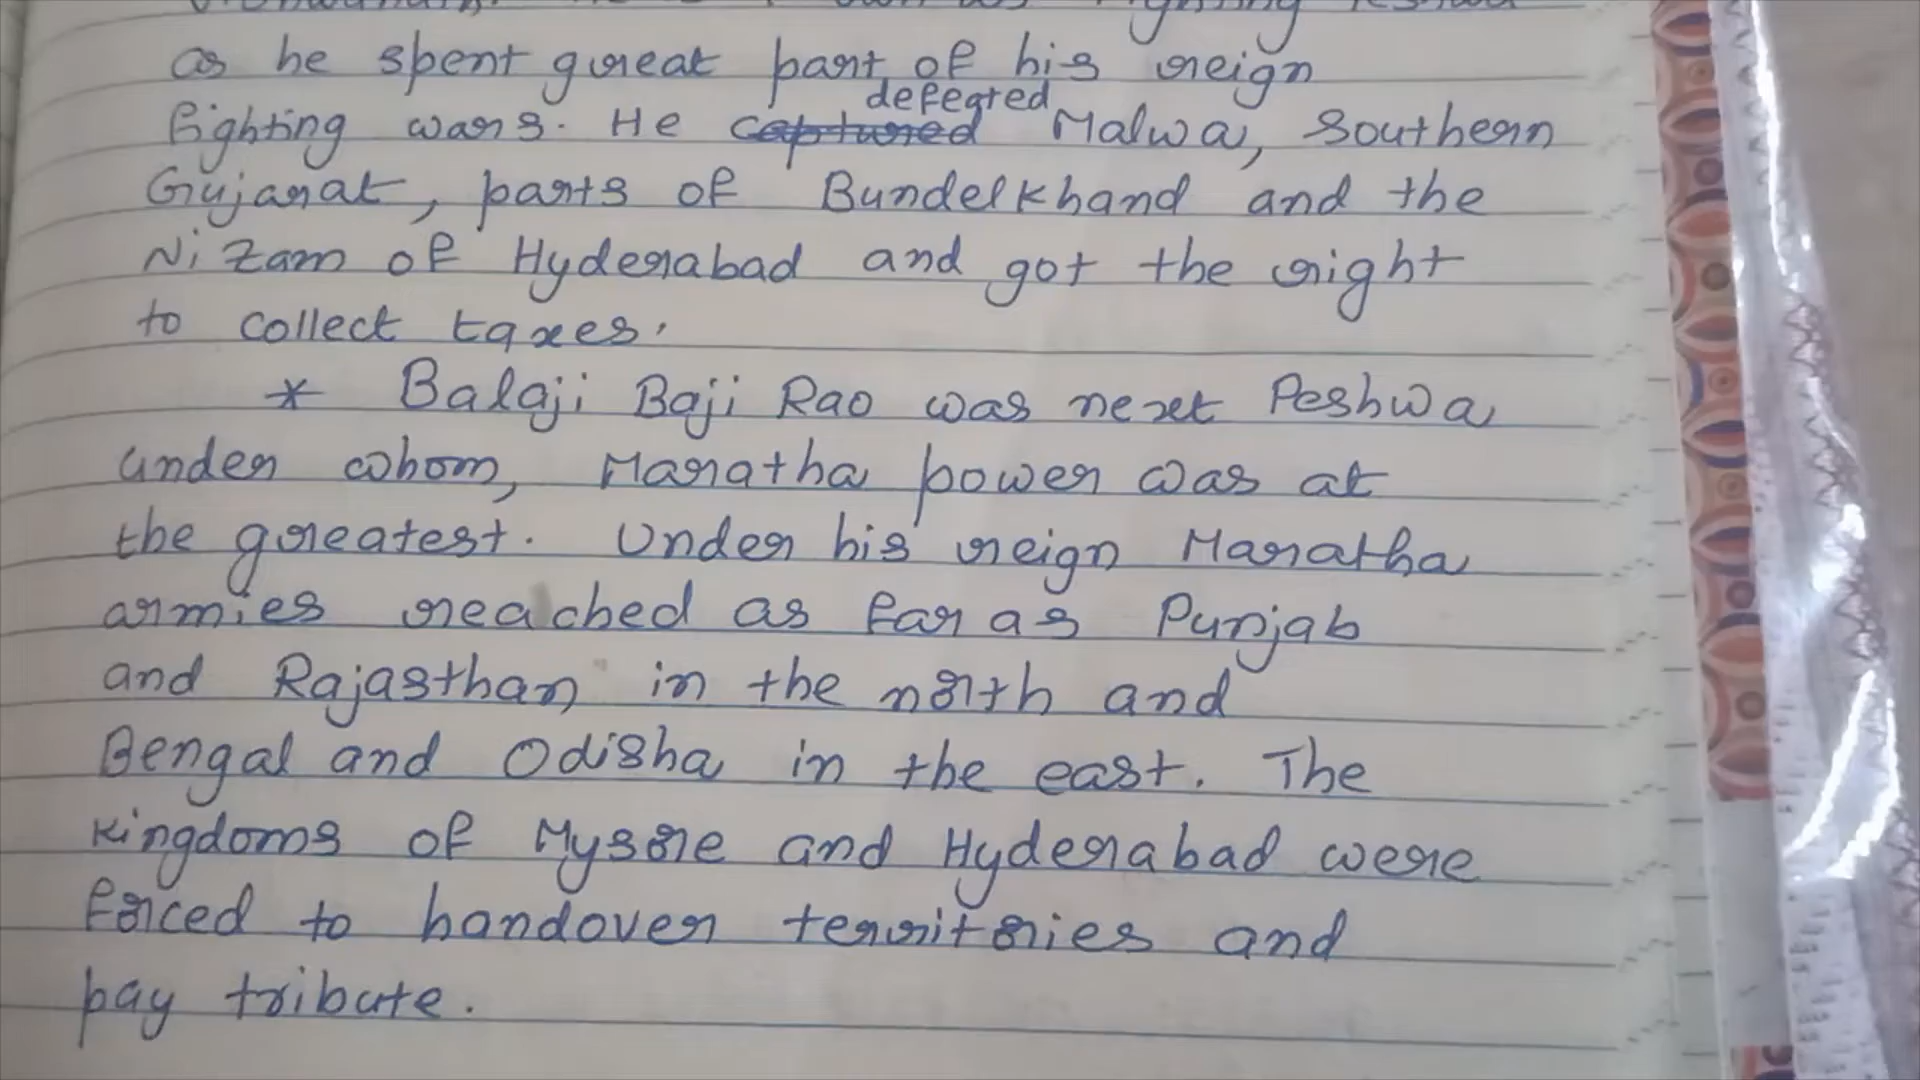 as he spent great part of his reign
defeated
fighting wars. He captured Malwa, Southern
Gujarat, parts of Bundelkhand and the
Nizam of Hyderabad and got the right
to collect taxes.
* Balaji Baji Rao was next Peshwa
under whom, Maratha power was at
the greatest. Under his reign Maratha
armies reached as far as Punjab
and Rajasthan in the north and
Bengal and Odisha in the east. The
kingdoms of Mysore and Hyderabad were
forced to handover territories and
pay tribute.